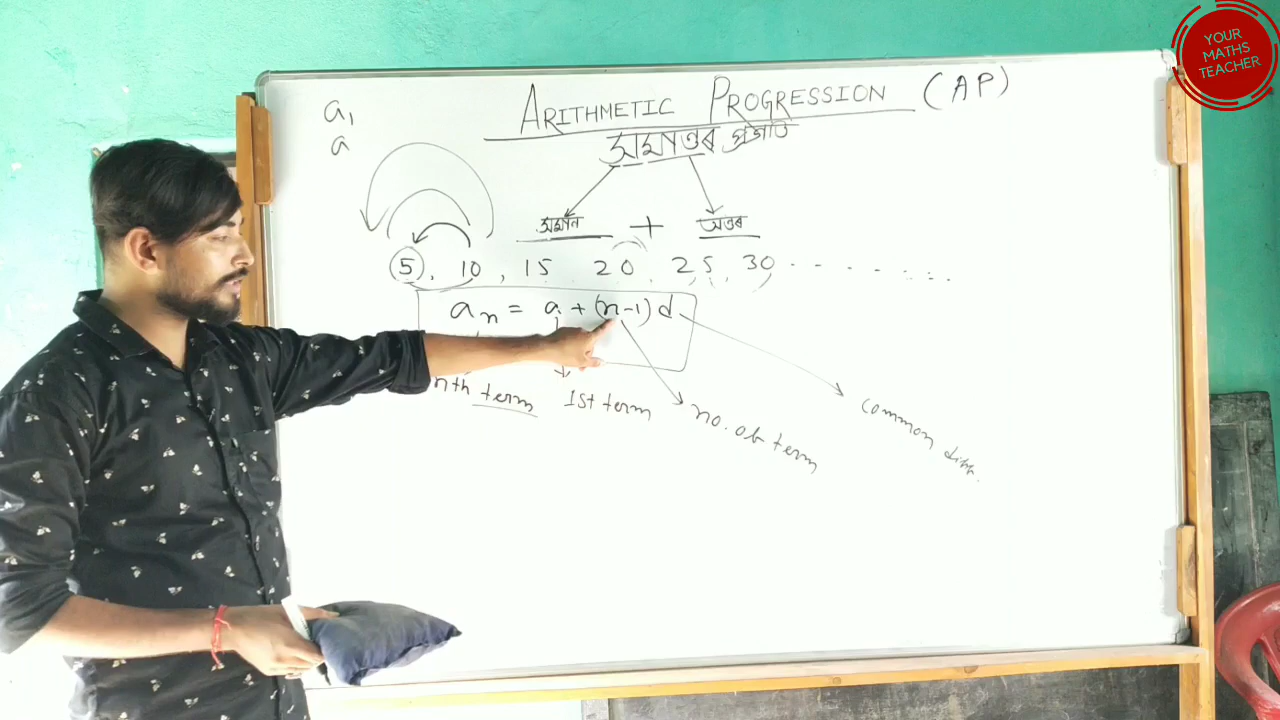 YOUR
MATHS
TEACHER
ARITHMETIC PROGRESSION (AP)
a₁
a
সমান্তৰ প্ৰগতি
সমান + অন্তৰ
5, 10, 15 20, 25, 30 - - - - - - - -
aₙ = a + (n-1)d
nth term
1st term
no. of term
common diff.